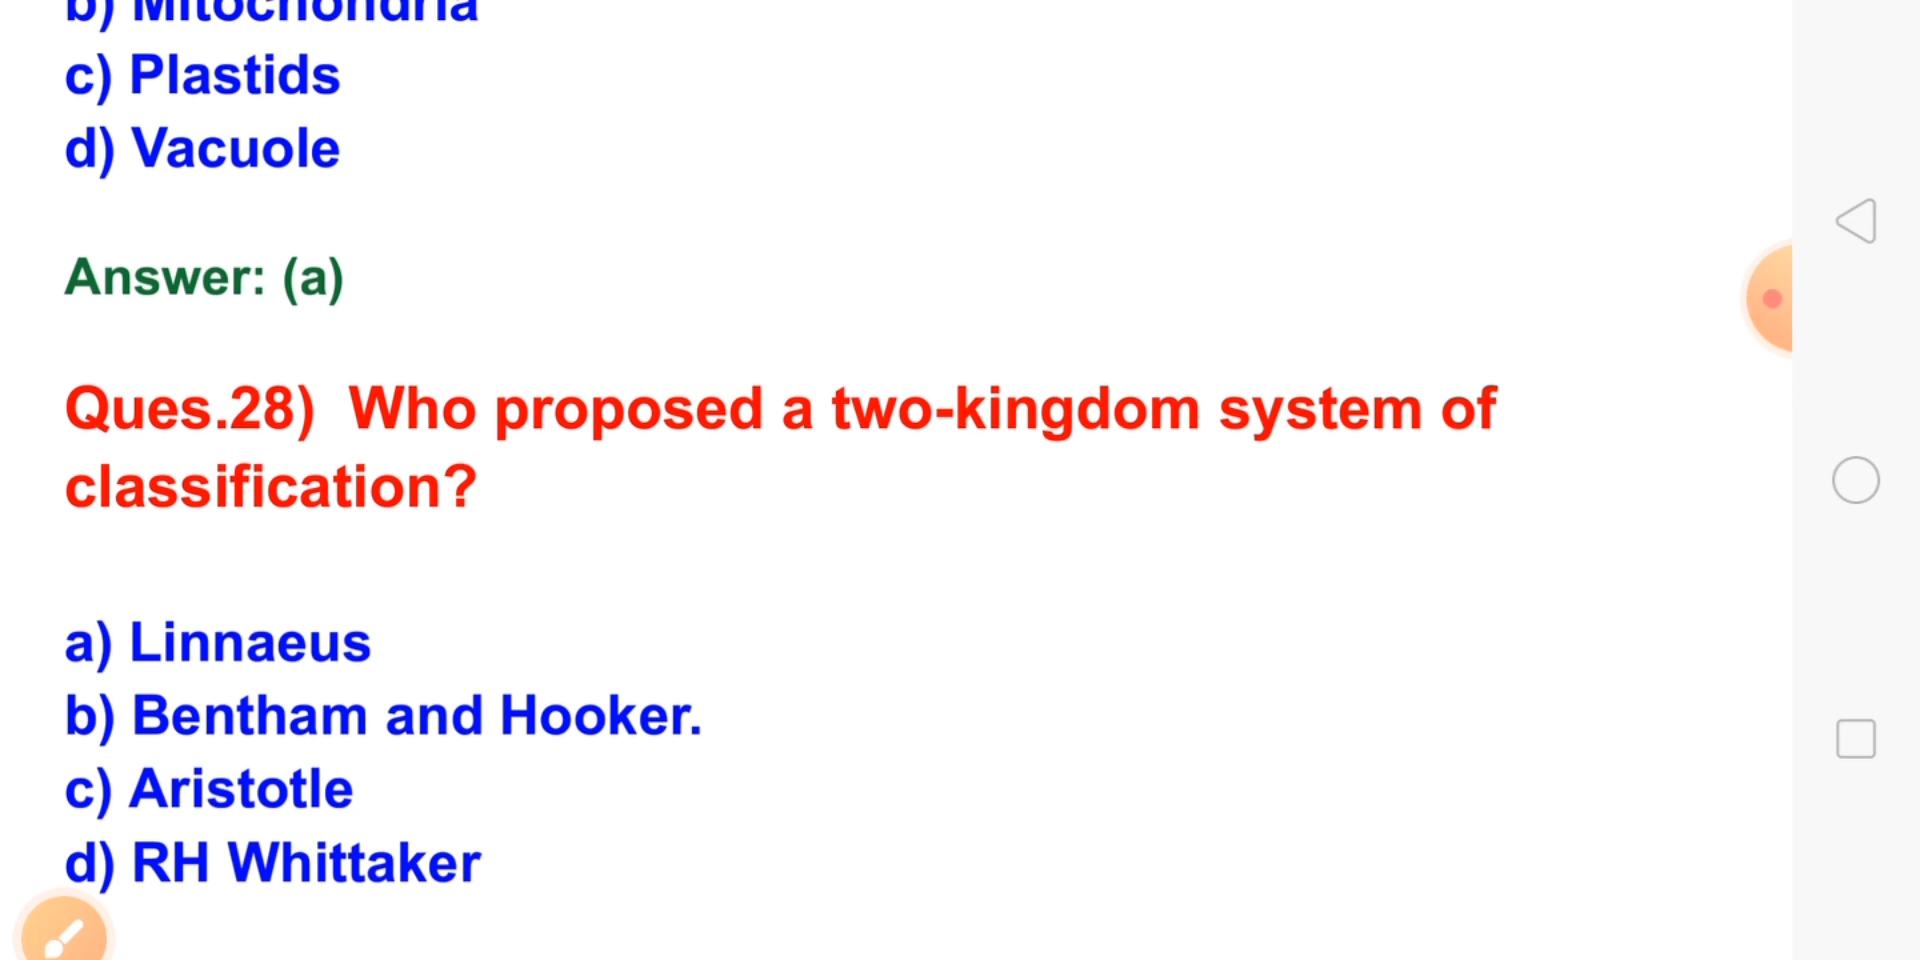 b) Mitochondria
c) Plastids
d) Vacuole
Answer: (a)
Ques.28) Who proposed a two-kingdom system of
classification?
a) Linnaeus
b) Bentham and Hooker.
c) Aristotle
d) RH Whittaker